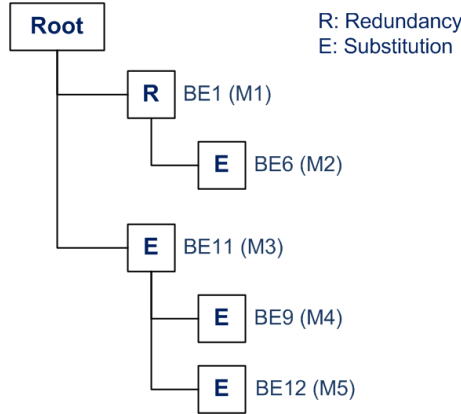 Root
R: Redundancy
E: Substitution
R BE1 (M1)
E BE6 (M2)
E BE11 (M3)
E BE9 (M4)
E BE12 (M5)